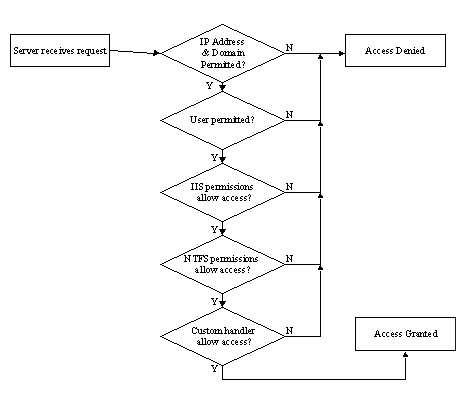 Server receives request
IP Address
& Domain
Permitted?
N
Access Denied
Y
User permitted?
N
Y
IIS permissions
allow access?
N
Y
NTFS permissions
allow access?
N
Y
Custom handler
allow access?
N
Access Granted
Y